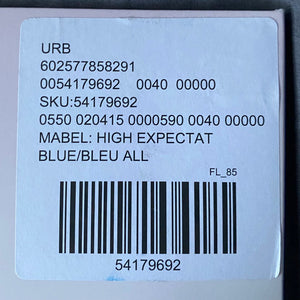 URB
602577858291
0054179692 0040 00000
SKU:54179692
0550 020415 0000590 0040 00000
MABEL: HIGH EXPECTAT
BLUE/BLEU ALL
FL_85
54179692